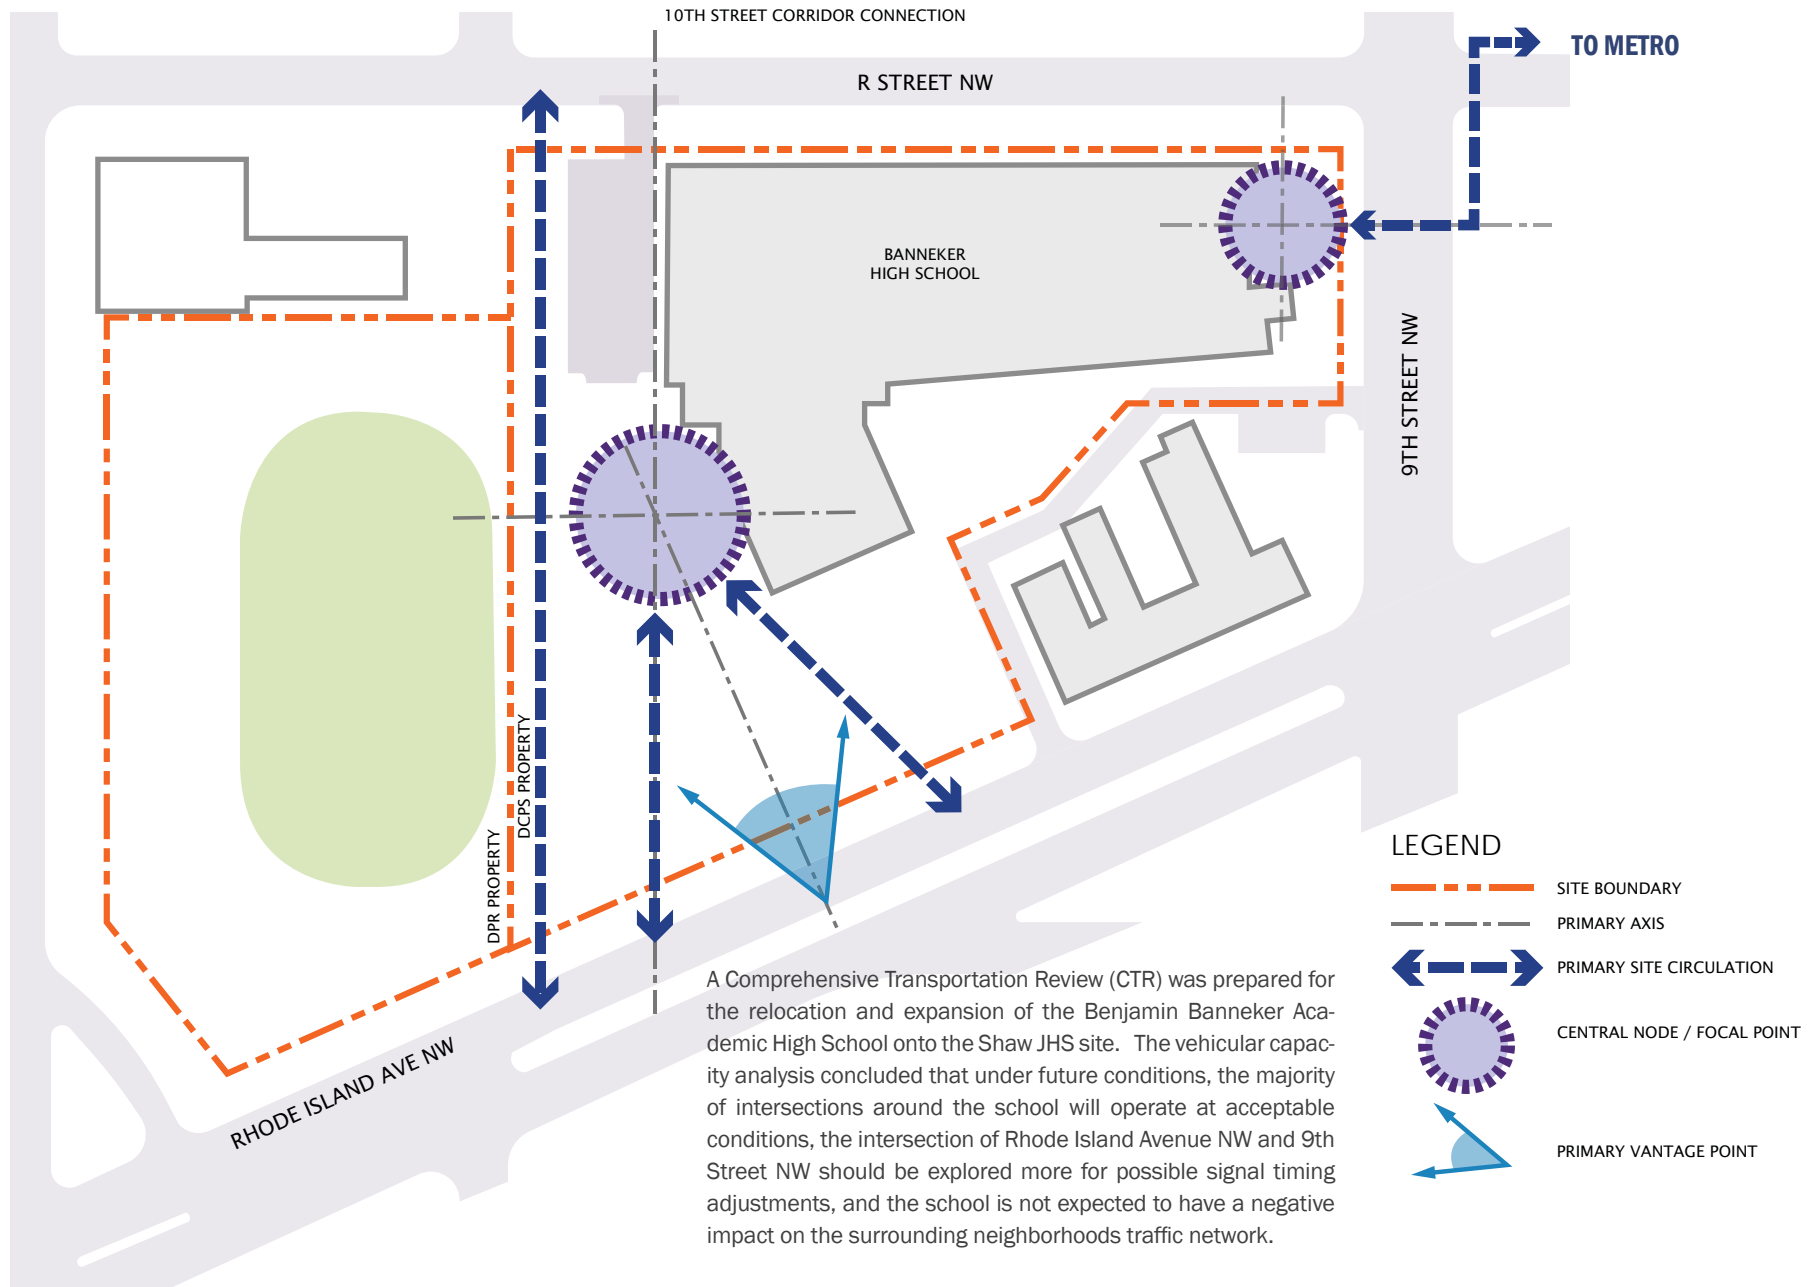 10TH STREET CORRIDOR CONNECTION
TO METRO
R STREET NW
BANNEKER
HIGH SCHOOL
9TH STREET NW
DCPS PROPERTY
DPR PROPERTY
RHODE ISLAND AVE NW
LEGEND
SITE BOUNDARY
PRIMARY AXIS
PRIMARY SITE CIRCULATION
CENTRAL NODE / FOCAL POINT
PRIMARY VANTAGE POINT
A Comprehensive Transportation Review (CTR) was prepared for
the relocation and expansion of the Benjamin Banneker Aca-
demic High School onto the Shaw JHS site. The vehicular capac-
ity analysis concluded that under future conditions, the majority
of intersections around the school will operate at acceptable
conditions, the intersection of Rhode Island Avenue NW and 9th
Street NW should be explored more for possible signal timing
adjustments, and the school is not expected to have a negative
impact on the surrounding neighborhoods traffic network.